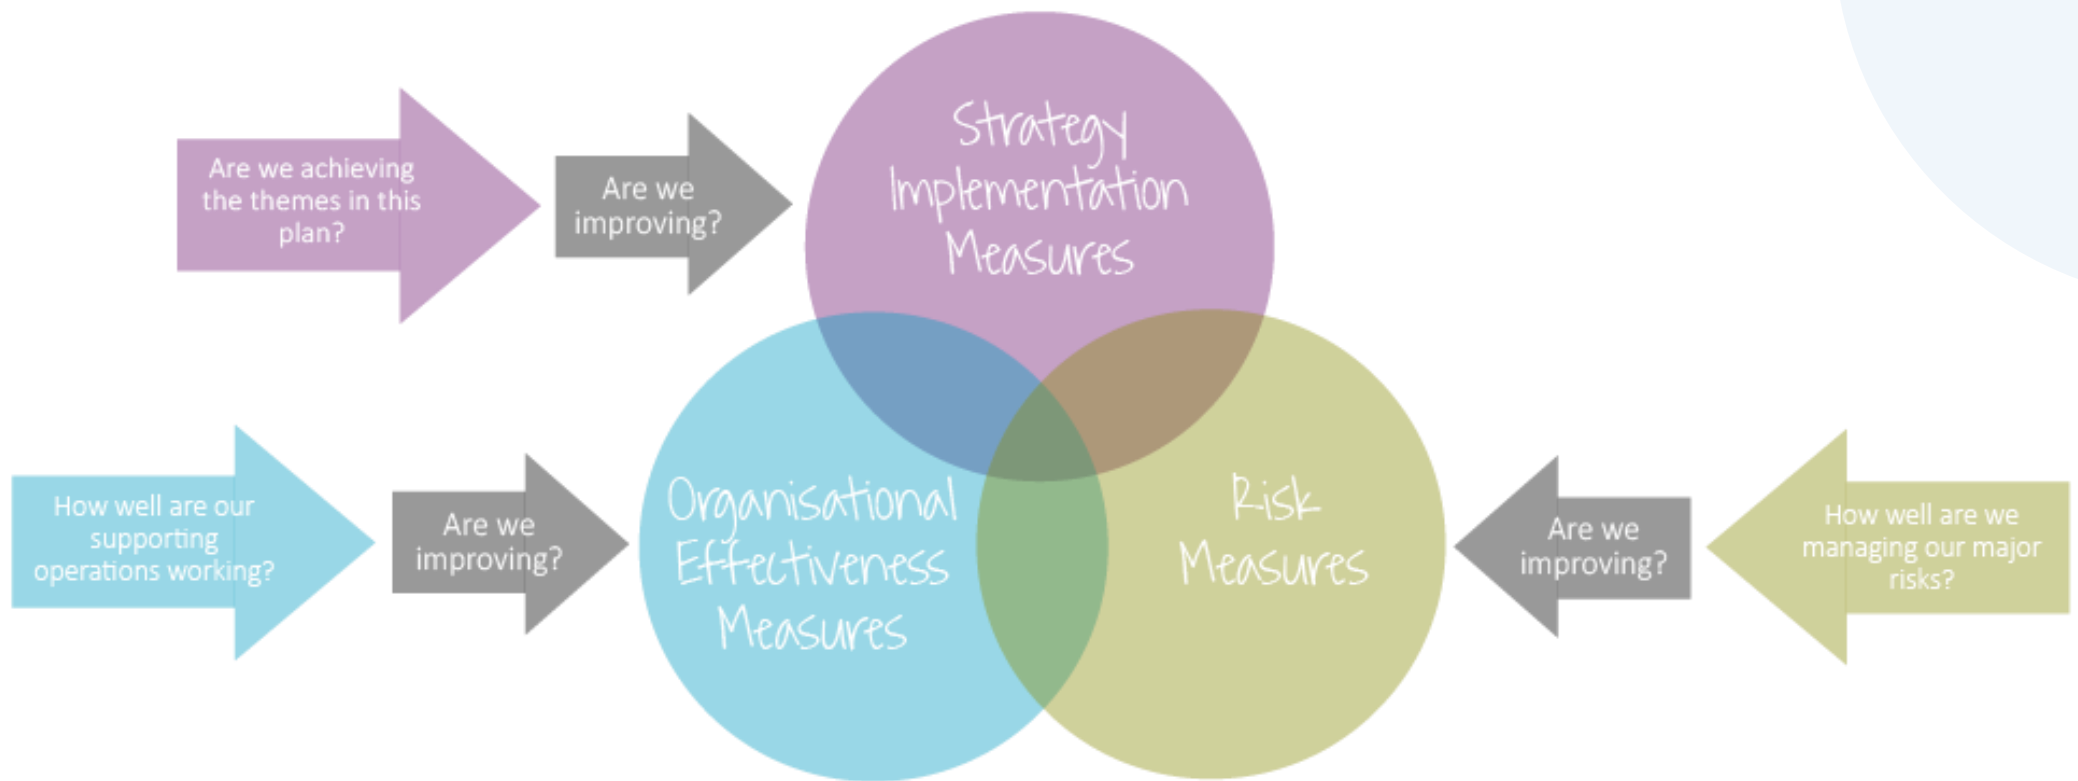 Are we achieving
the themes in this
plan?
Are we
improving?
Strategy
Implementation
Measures
How well are our
supporting
operations working?
Are we
improving?
Organisational
Effectiveness
Measures
Risk
Measures
Are we
improving?
How well are we
managing our major
risks?